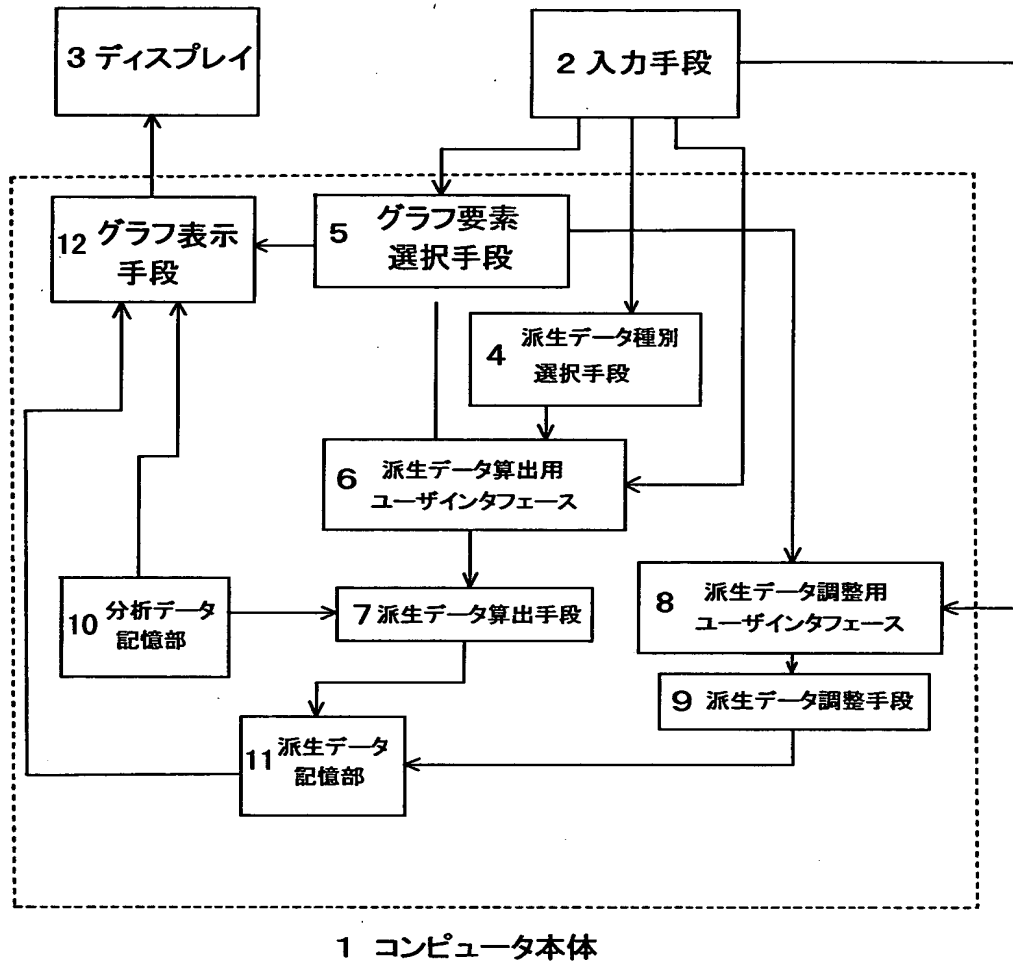 3 ディスプレイ
2 入力手段
12 グラフ表示
手段
5 グラフ要素
選択手段
4 派生データ種別
選択手段
6 派生データ算出用
ユーザインタフェース
10 分析データ
記憶部
7 派生データ算出手段
8 派生データ調整用
ユーザインタフェース
9 派生データ調整手段
11 派生データ
記憶部
1 コンピュータ本体